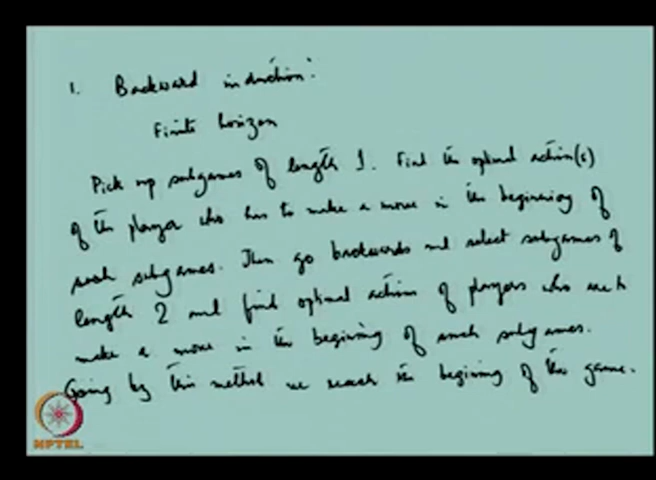 1. Backward induction:
Finite horizon
Pick up subgames of length 1. Find the optimal action(s)
of the player who has to make a move in the beginning of
such subgames. Then go backwards and select subgames of
length 2 and find optimal actions of players who are to
make a move in the begining of such subgames.
Going by this method we reach the begining of the game.
NPTEL